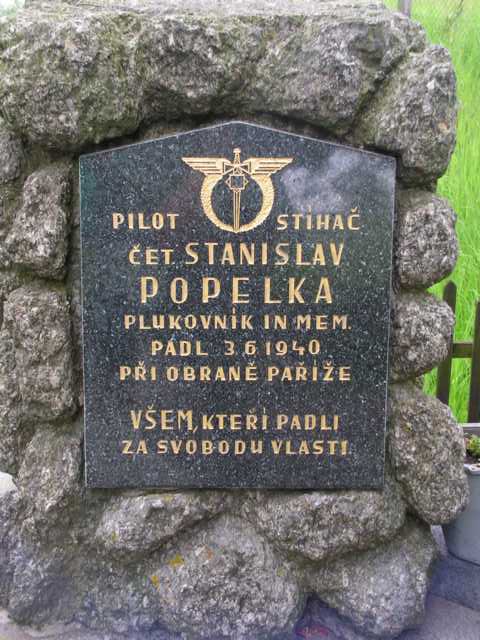 PILOT STÍHAČ
ČET. STANISLAV
POPELKA
PLUKOVNÍK IN MEM.
PADL 3.6.1940
PŘI OBRANĚ PAŘÍŽE
VŠEM, KTEŘÍ PADLI
ZA SVOBODU VLASTI